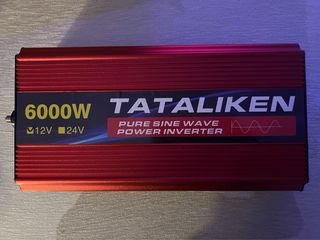 6000W
12V 24V
TATALIKEN
PURE SINE WAVE
POWER INVERTER